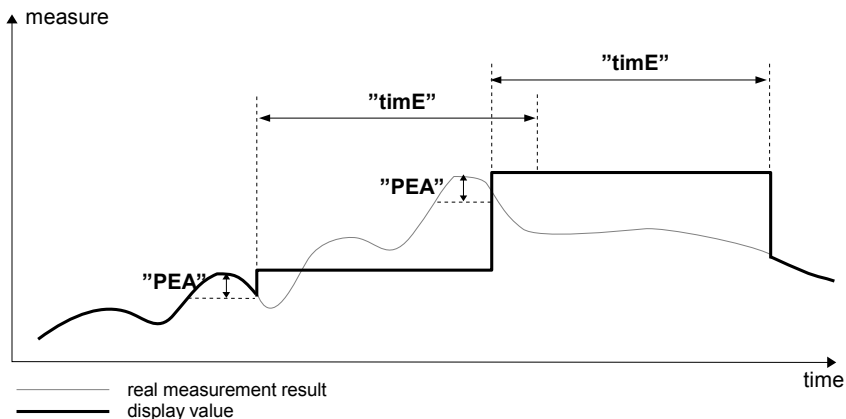 measure
”timE”
”timE”
”PEA”
”PEA”
time
real measurement result
display value